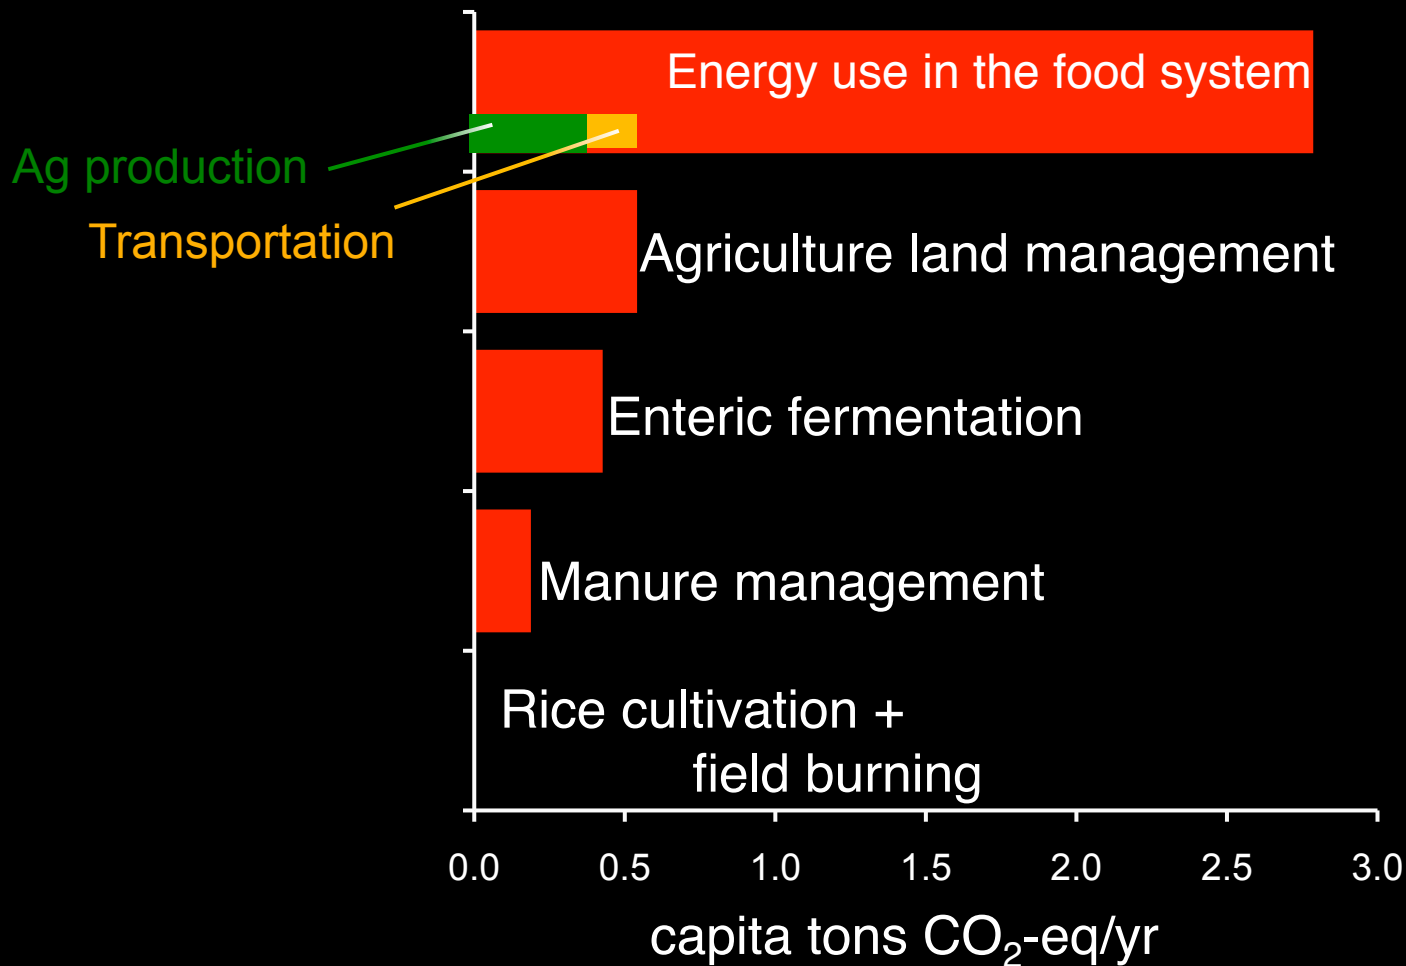 Energy use in the food system
Ag production
Transportation
Agriculture land management
Enteric fermentation
Manure management
Rice cultivation +
field burning
0.0 0.5 1.0 1.5 2.0 2.5 3.0
capita tons CO₂-eq/yr